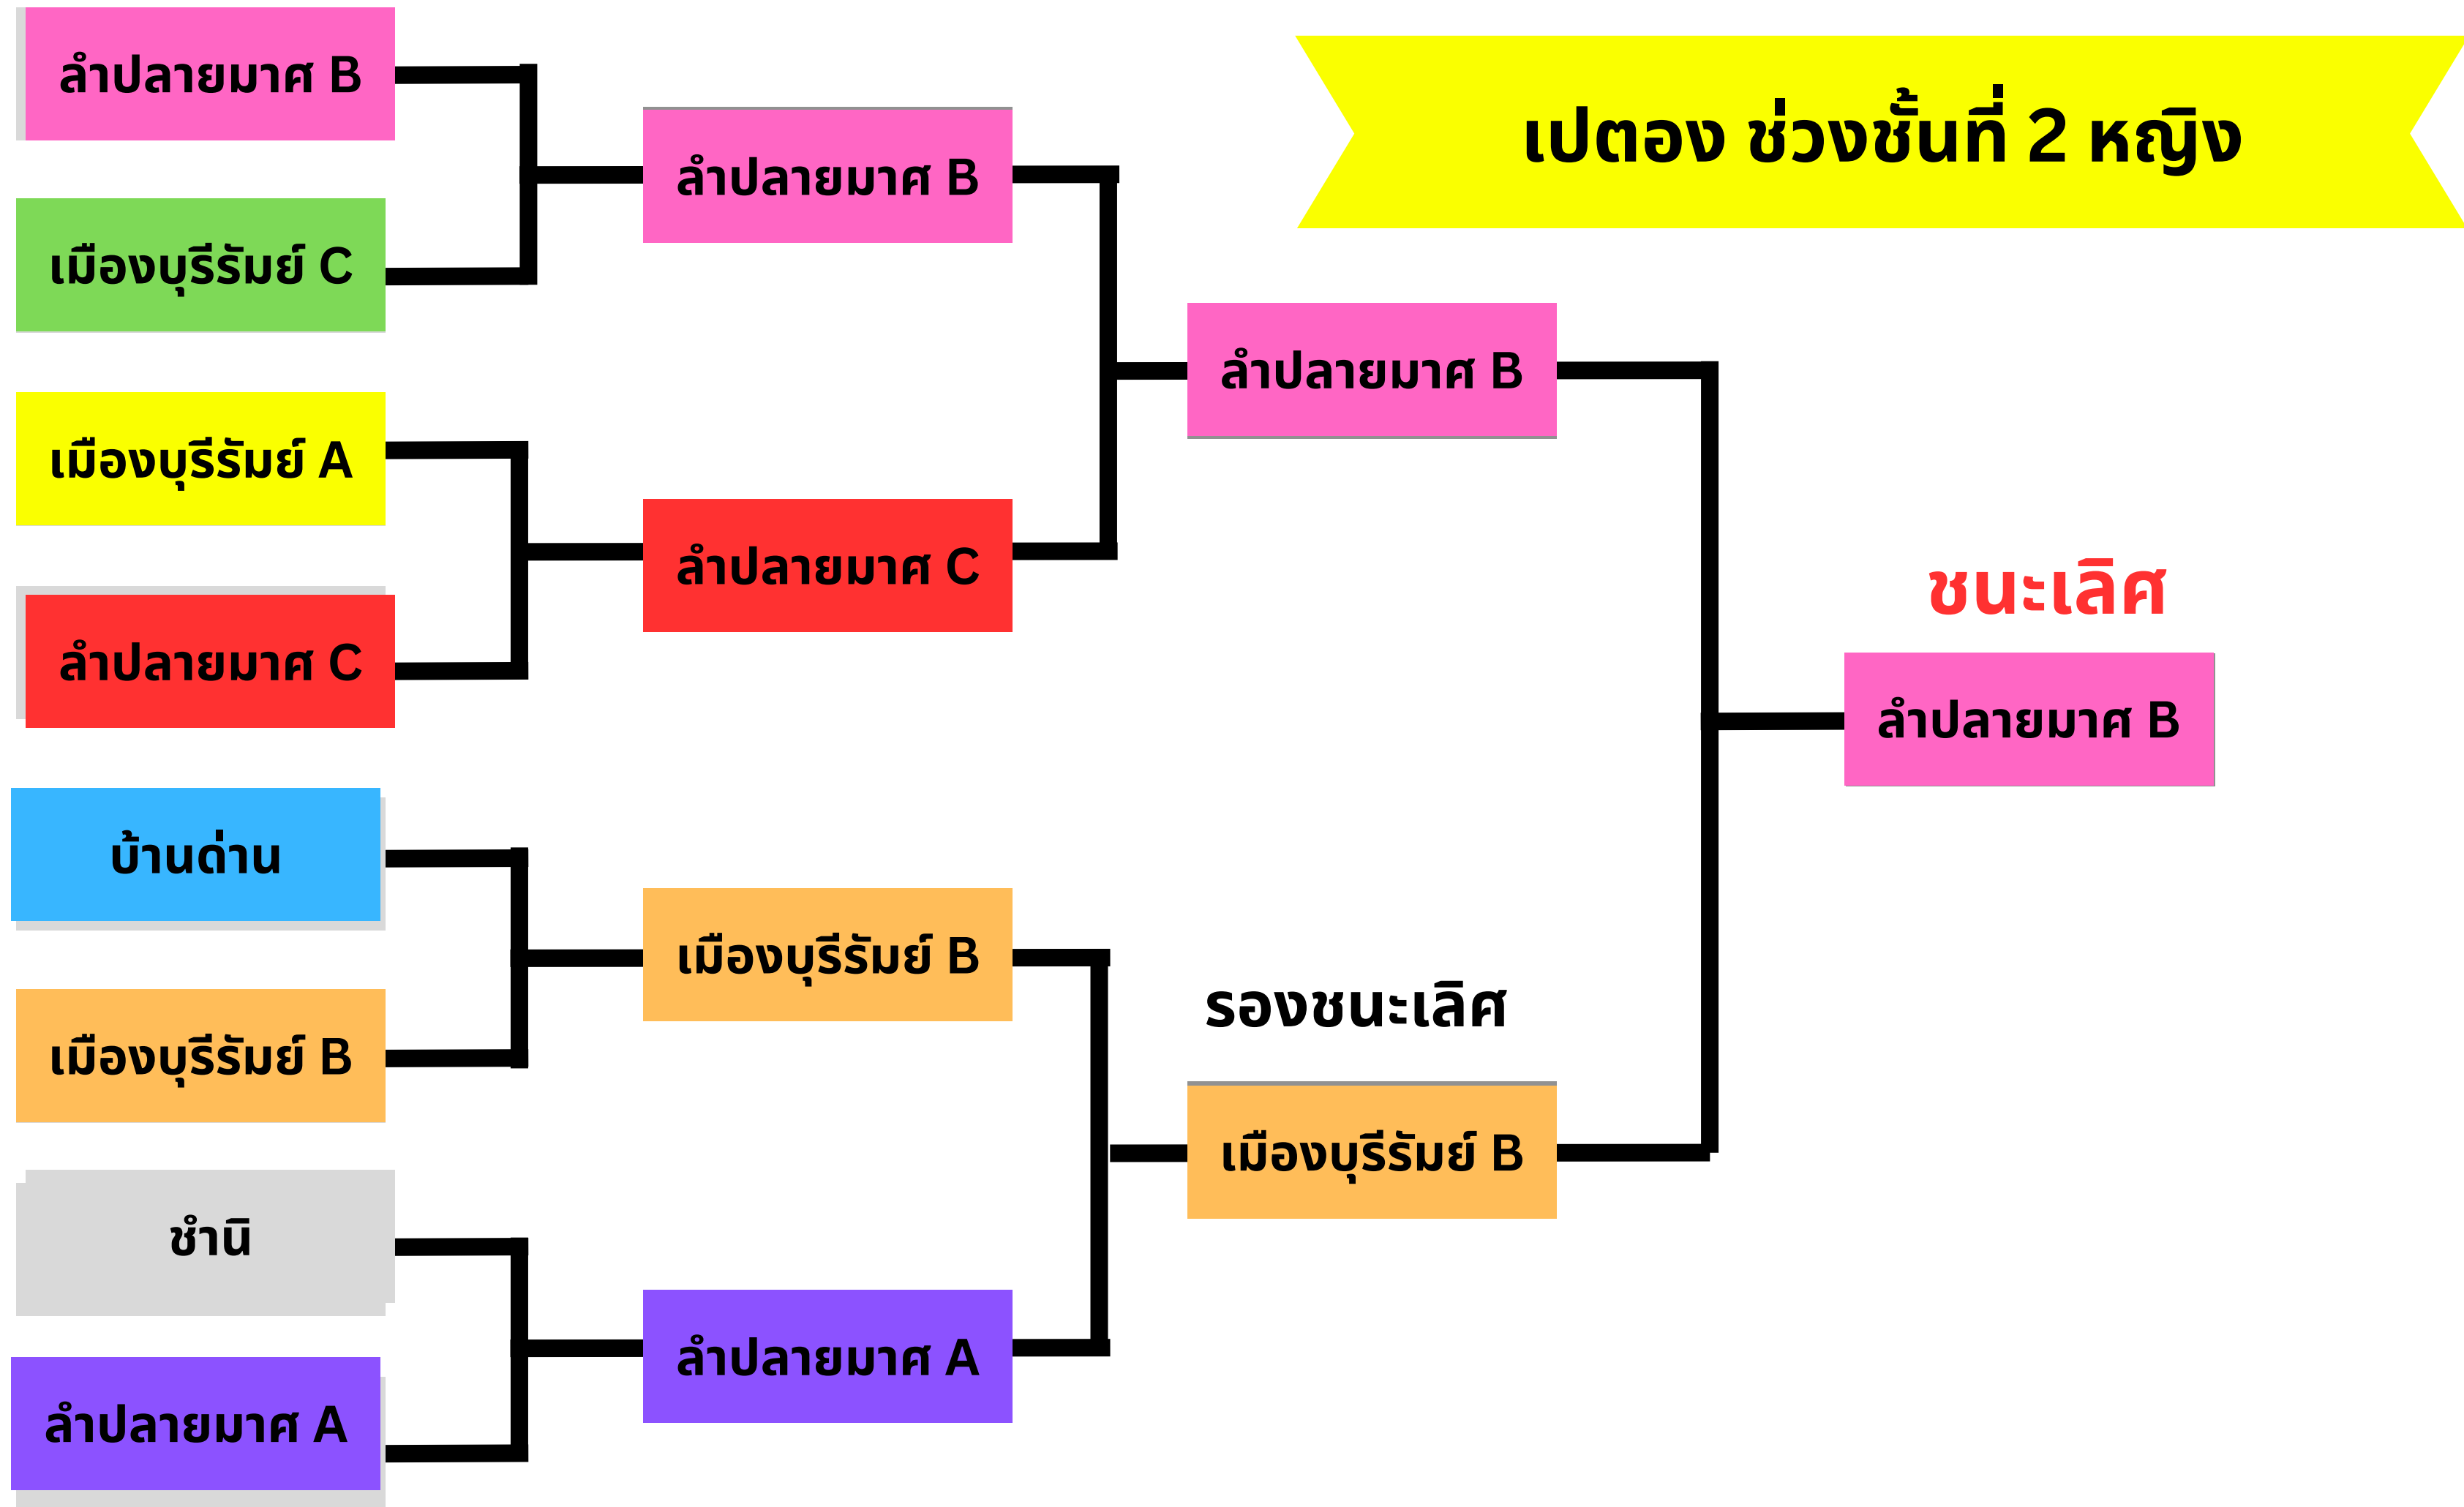 เปตอง ช่วงชั้นที่ 2 หญิง
ลำปลายมาศ B
เมืองบุรีรัมย์ C
เมืองบุรีรัมย์ A
ลำปลายมาศ C
บ้านด่าน
เมืองบุรีรัมย์ B
ชำนิ
ลำปลายมาศ A
ลำปลายมาศ B
ลำปลายมาศ C
เมืองบุรีรัมย์ B
ลำปลายมาศ A
ลำปลายมาศ B
รองชนะเลิศ
เมืองบุรีรัมย์ B
ชนะเลิศ
ลำปลายมาศ B